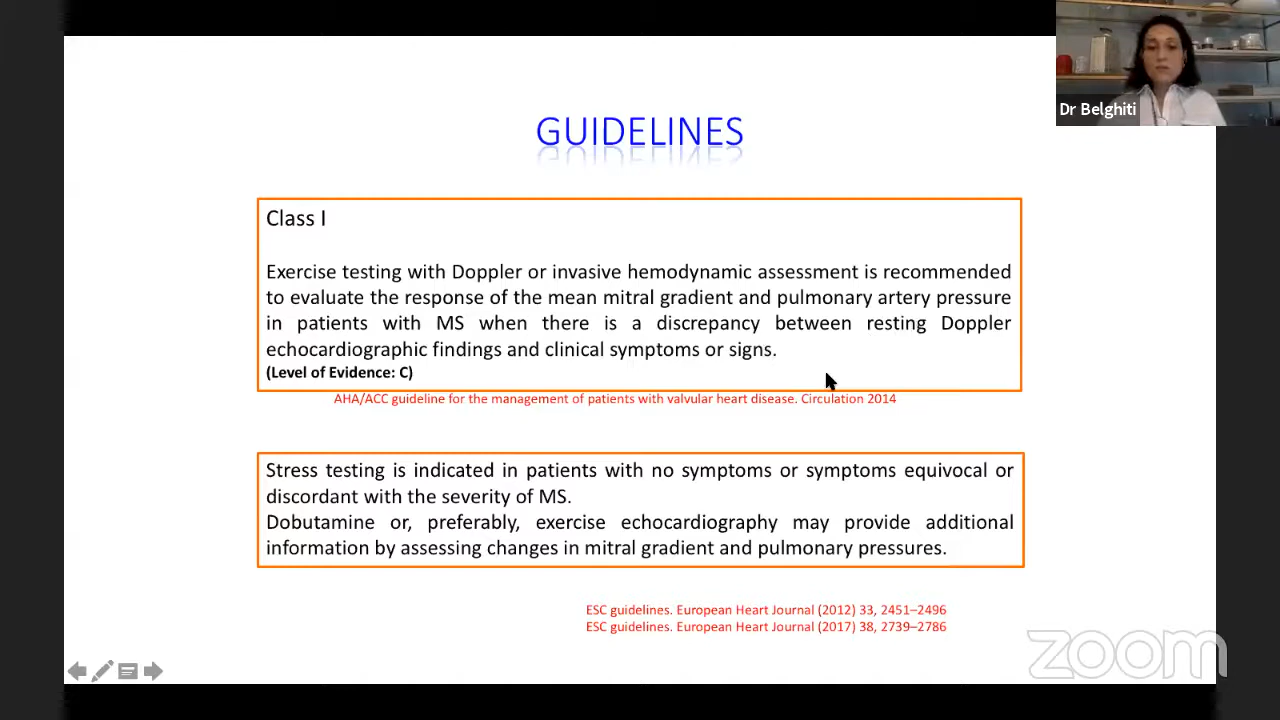 Dr Belghiti
GUIDELINES
Class I
Exercise testing with Doppler or invasive hemodynamic assessment is recommended
to evaluate the response of the mean mitral gradient and pulmonary artery pressure
in patients with MS when there is a discrepancy between resting Doppler
echocardiographic findings and clinical symptoms or signs.
(Level of Evidence: C)
AHA/ACC guideline for the management of patients with valvular heart disease. Circulation 2014
Stress testing is indicated in patients with no symptoms or symptoms equivocal or
discordant with the severity of MS.
Dobutamine or, preferably, exercise echocardiography may provide additional
information by assessing changes in mitral gradient and pulmonary pressures.
ESC guidelines. European Heart Journal (2012) 33, 2451–2496
ESC guidelines. European Heart Journal (2017) 38, 2739–2786
zoom